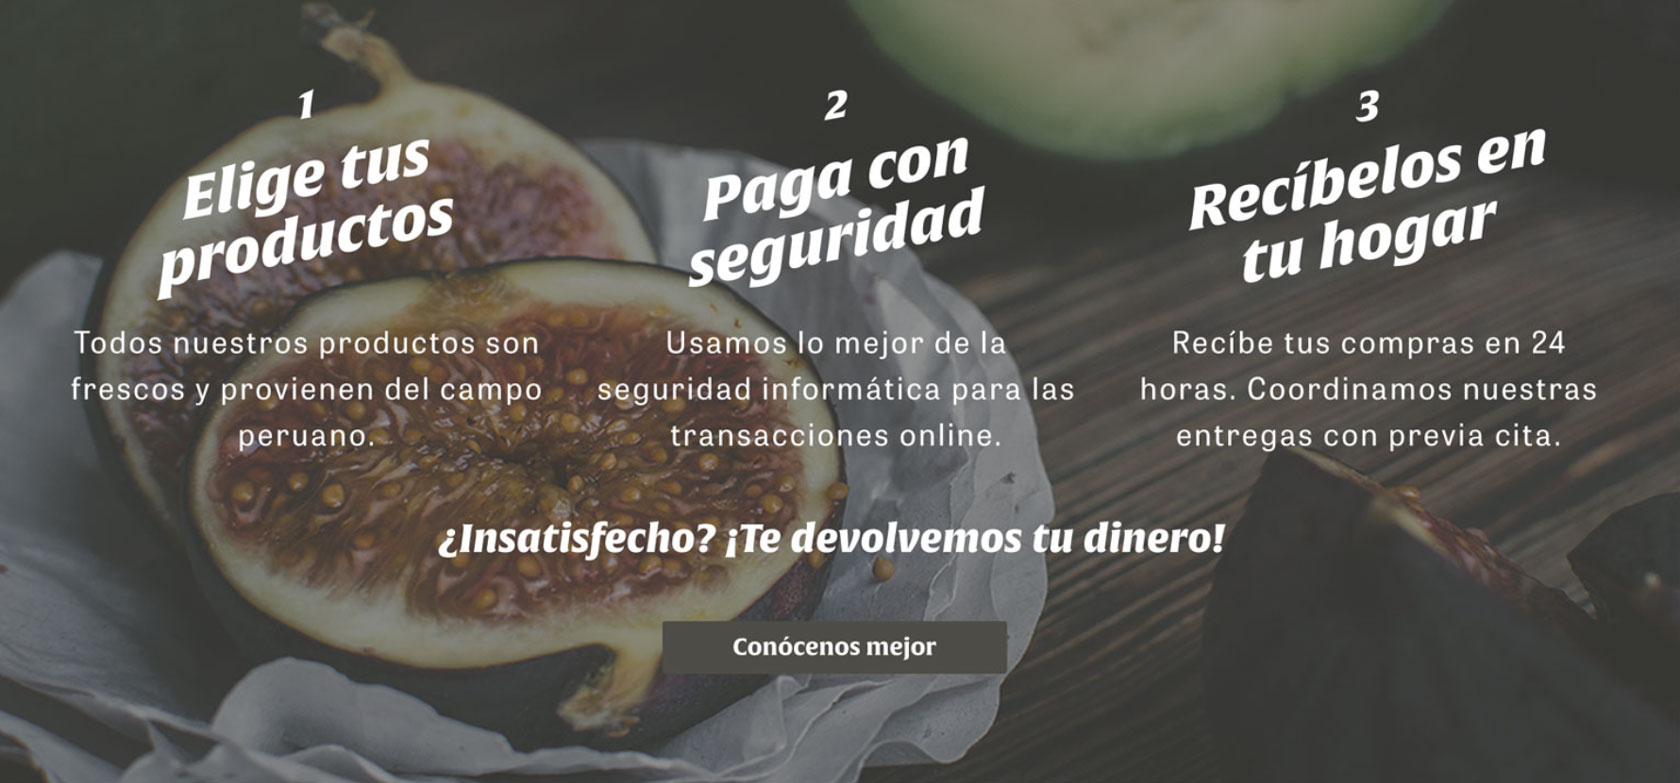 1
Elige tus
productos
Todos nuestros productos son
frescos y provienen del campo
peruano.
2
Paga con
seguridad
Usamos lo mejor de la
seguridad informática para las
transacciones online.
3
Recíbelos en
tu hogar
Recíbe tus compras en 24
horas. Coordinamos nuestras
entregas con previa cita.
¿Insatisfecho? ¡Te devolvemos tu dinero!
Conócenos mejor